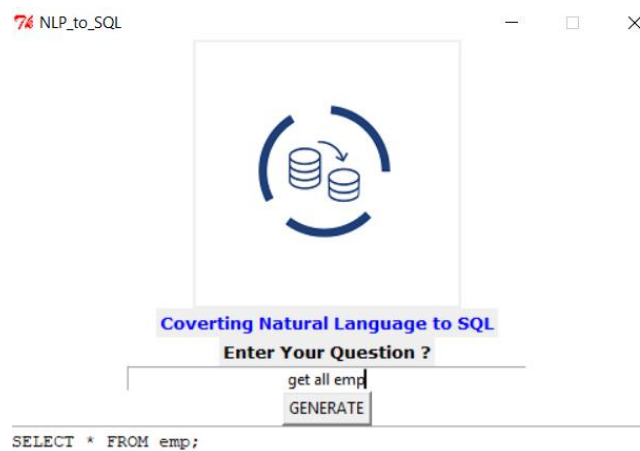 NLP_to_SQL
Coverting Natural Language to SQL
Enter Your Question ?
get all emp
GENERATE
SELECT * FROM emp;